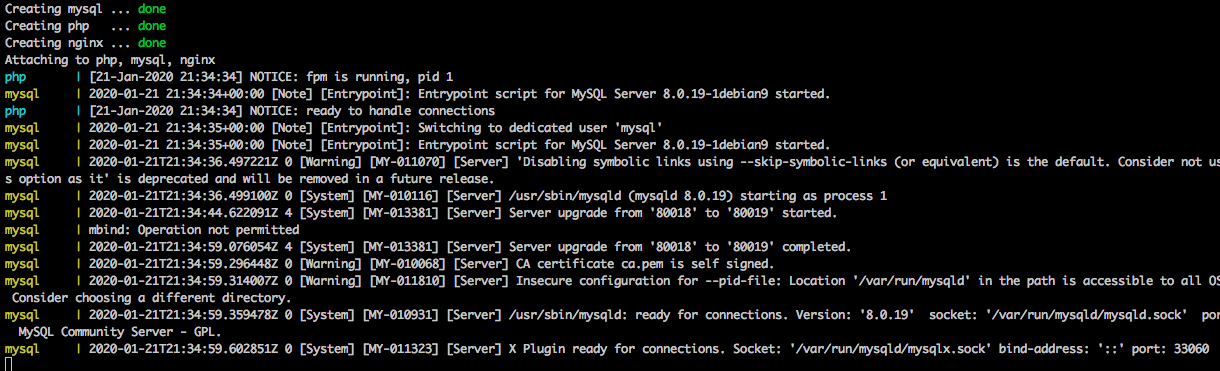 Creating mysql ... done
Creating php   ... done
Creating nginx ... done
Attaching to php, mysql, nginx
php      | [21-Jan-2020 21:34:34] NOTICE: fpm is running, pid 1
mysql    | 2020-01-21 21:34:34+00:00 [Note] [Entrypoint]: Entrypoint script for MySQL Server 8.0.19-1debian9 started.
php      | [21-Jan-2020 21:34:34] NOTICE: ready to handle connections
mysql    | 2020-01-21 21:34:35+00:00 [Note] [Entrypoint]: Switching to dedicated user 'mysql'
mysql    | 2020-01-21 21:34:35+00:00 [Note] [Entrypoint]: Entrypoint script for MySQL Server 8.0.19-1debian9 started.
mysql    | 2020-01-21T21:34:36.497221Z 0 [Warning] [MY-011070] [Server] 'Disabling symbolic links using --skip-symbolic-links (or equivalent) is the default. Consider not us
s option as it' is deprecated and will be removed in a future release.
mysql    | 2020-01-21T21:34:36.499100Z 0 [System] [MY-010116] [Server] /usr/sbin/mysqld (mysqld 8.0.19) starting as process 1
mysql    | 2020-01-21T21:34:44.622091Z 4 [System] [MY-013381] [Server] Server upgrade from '80018' to '80019' started.
mysql    | mbind: Operation not permitted
mysql    | 2020-01-21T21:34:59.076054Z 4 [System] [MY-013381] [Server] Server upgrade from '80018' to '80019' completed.
mysql    | 2020-01-21T21:34:59.296448Z 0 [Warning] [MY-010068] [Server] CA certificate ca.pem is self signed.
mysql    | 2020-01-21T21:34:59.314007Z 0 [Warning] [MY-011810] [Server] Insecure configuration for --pid-file: Location '/var/run/mysqld' in the path is accessible to all OS
Consider choosing a different directory.
mysql    | 2020-01-21T21:34:59.359478Z 0 [System] [MY-010931] [Server] /usr/sbin/mysqld: ready for connections. Version: '8.0.19'  socket: '/var/run/mysqld/mysqld.sock'  por
MySQL Community Server - GPL.
mysql    | 2020-01-21T21:34:59.602851Z 0 [System] [MY-011323] [Server] X Plugin ready for connections. Socket: '/var/run/mysqld/mysqlx.sock' bind-address: '::' port: 33060